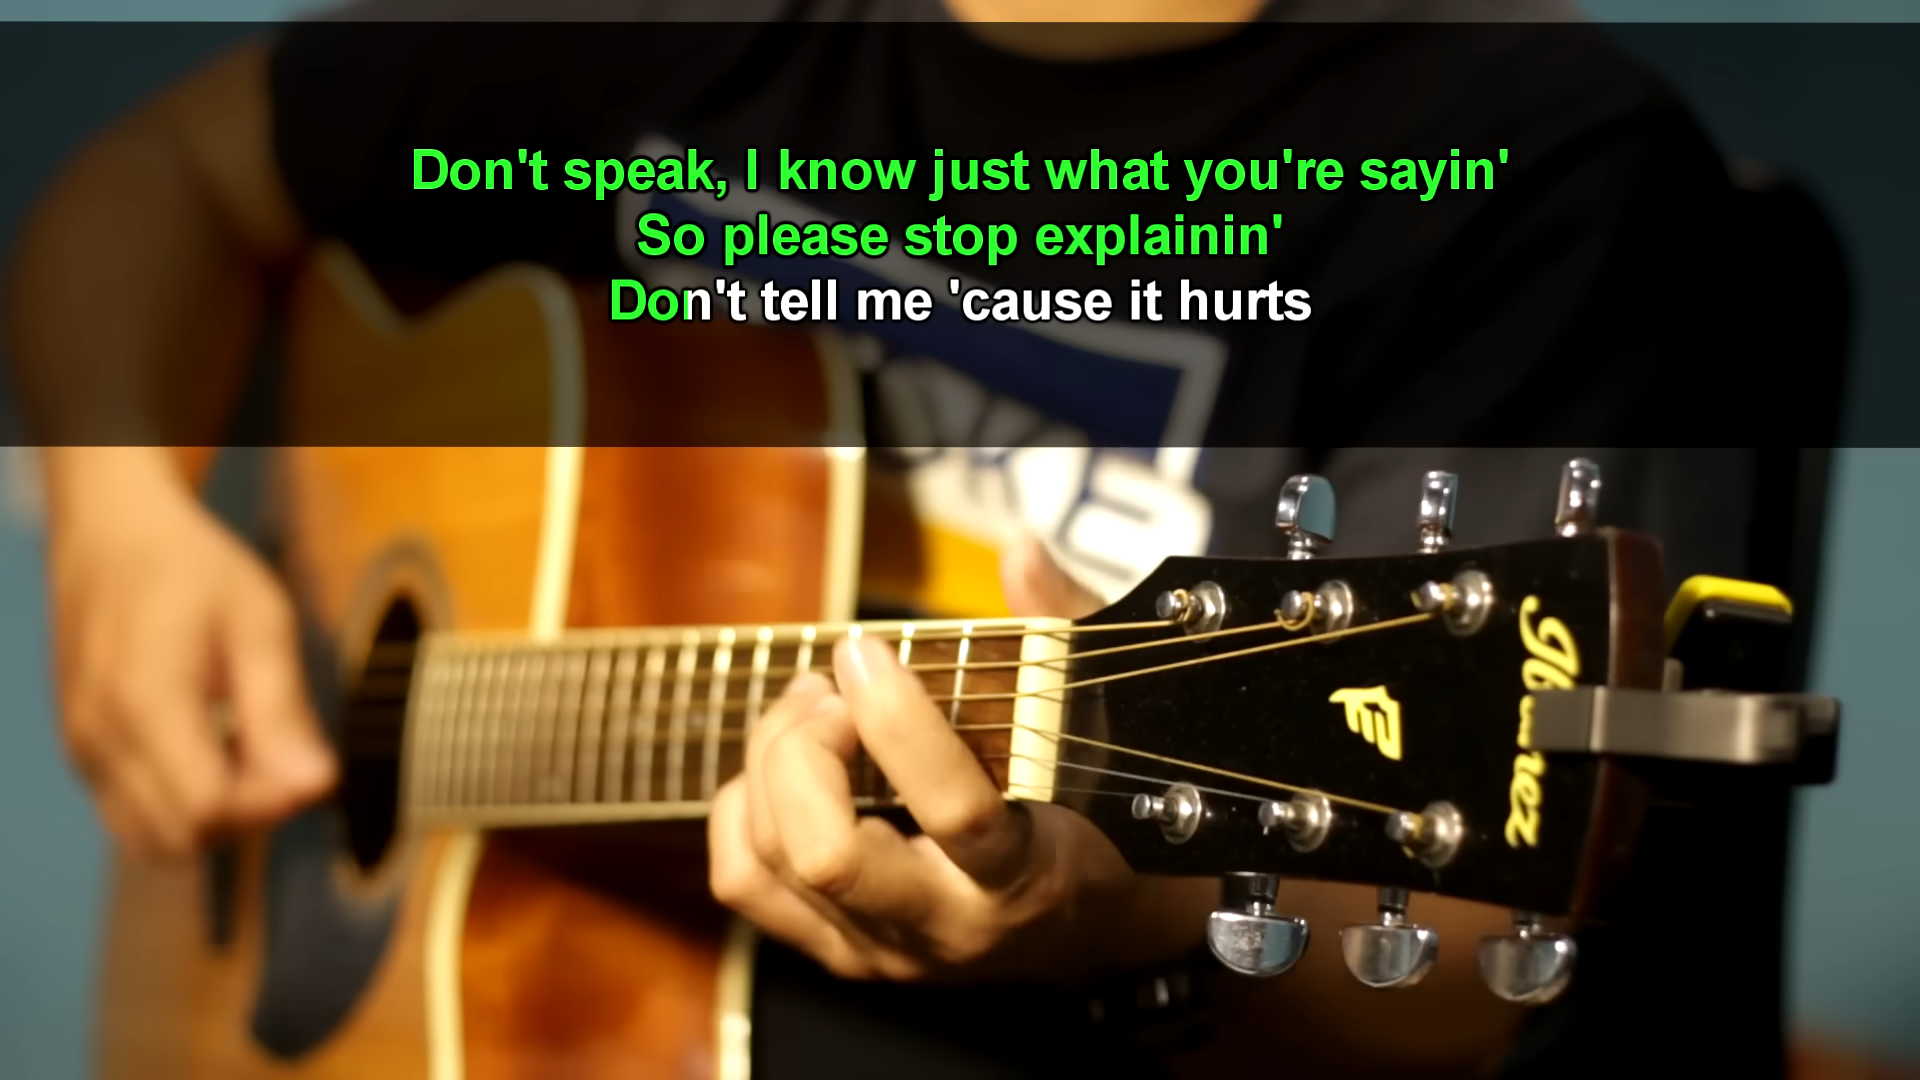 Don't speak, I know just what you're sayin'
So please stop explainin'
Don't tell me 'cause it hurts